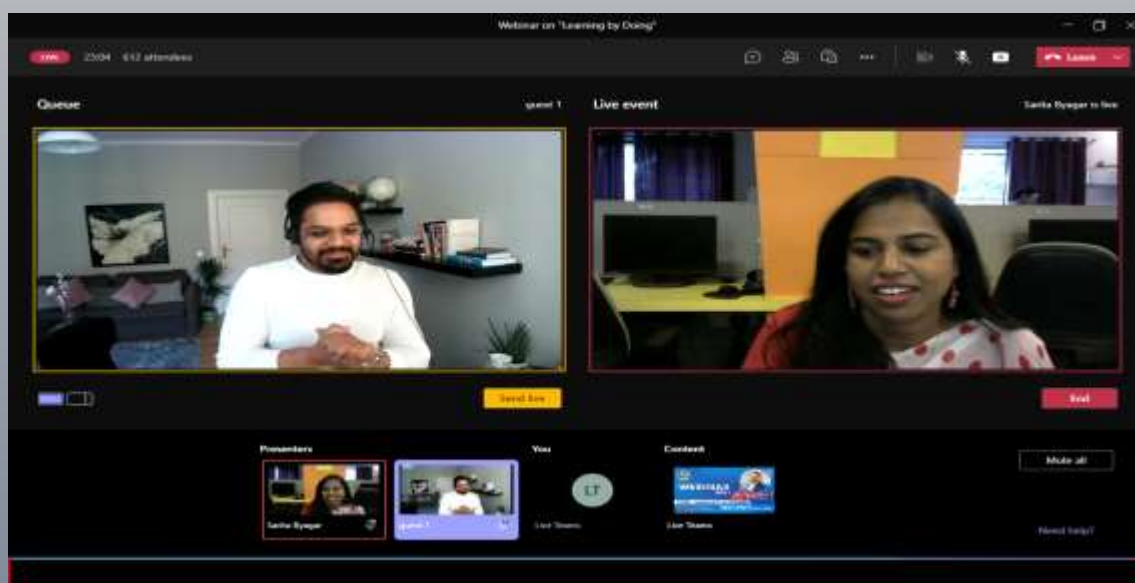 Webinar on "Learning by Doing"
LIVE 23:04 612 attendees
Leave
Queue
guest 1
Live event
Sarita Byagar is live
Send live
End
Presenters
You
Content
Mute all
LT
WEBINAR
Sarita Byagar
guest 1
Live Teams
Live Teams
Need help?